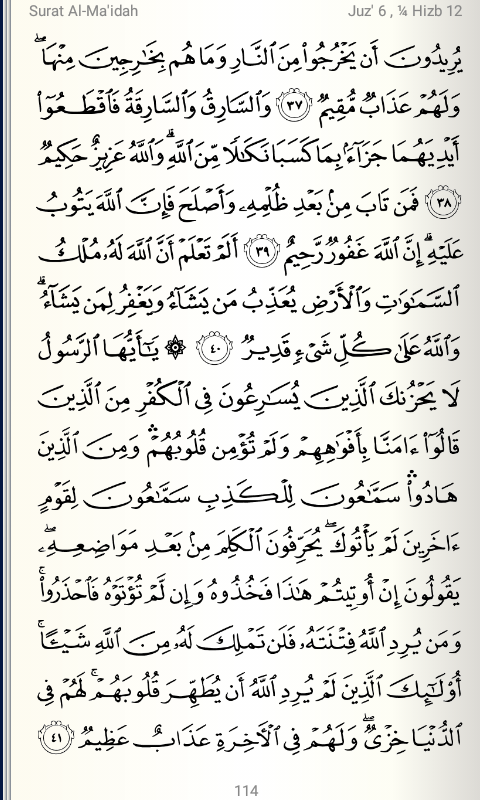 Surat Al-Ma'idah
Juz' 6 , ¼ Hizb 12
يُرِيدُونَ أَن يَخْرُجُوا۟ مِنَ ٱلنَّارِ وَمَا هُم بِخَـٰرِجِينَ مِنْهَا ۖ
وَلَهُمْ عَذَابٌ مُّقِيمٌ ﴿٣٧﴾ وَٱلسَّارِقُ وَٱلسَّارِقَةُ فَٱقْطَعُوٓا۟
أَيْدِيَهُمَا جَزَآءًۢ بِمَا كَسَبَا نَكَـٰلًا مِّنَ ٱللَّهِ ۗ وَٱللَّهُ عَزِيزٌ حَكِيمٌ
﴿٣٨﴾ فَمَن تَابَ مِنۢ بَعْدِ ظُلْمِهِۦ وَأَصْلَحَ فَإِنَّ ٱللَّهَ يَتُوبُ
عَلَيْهِ ۗ إِنَّ ٱللَّهَ غَفُورٌ رَّحِيمٌ ﴿٣٩﴾ أَلَمْ تَعْلَمْ أَنَّ ٱللَّهَ لَهُۥ مُلْكُ
ٱلسَّمَـٰوَٰتِ وَٱلْأَرْضِ يُعَذِّبُ مَن يَشَآءُ وَيَغْفِرُ لِمَن يَشَآءُ ۗ
وَٱللَّهُ عَلَىٰ كُلِّ شَىْءٍ قَدِيرٌ ﴿٤٠﴾ ۞ يَـٰٓأَيُّهَا ٱلرَّسُولُ
لَا يَحْزُنكَ ٱلَّذِينَ يُسَـٰرِعُونَ فِى ٱلْكُفْرِ مِنَ ٱلَّذِينَ
قَالُوٓا۟ ءَامَنَّا بِأَفْوَٰهِهِمْ وَلَمْ تُؤْمِن قُلُوبُهُمْ ۛ وَمِنَ ٱلَّذِينَ
هَادُوا۟ ۛ سَمَّـٰعُونَ لِلْكَذِبِ سَمَّـٰعُونَ لِقَوْمٍ
ءَاخَرِينَ لَمْ يَأْتُوكَ ۖ يُحَرِّفُونَ ٱلْكَلِمَ مِنۢ بَعْدِ مَوَاضِعِهِۦ ۖ
يَقُولُونَ إِنْ أُوتِيتُمْ هَـٰذَا فَخُذُوهُ وَإِن لَّمْ تُؤْتَوْهُ فَٱحْذَرُوا۟ ۚ
وَمَن يُرِدِ ٱللَّهُ فِتْنَتَهُۥ فَلَن تَمْلِكَ لَهُۥ مِنَ ٱللَّهِ شَيْـًٔا ۚ
أُو۟لَـٰٓئِكَ ٱلَّذِينَ لَمْ يُرِدِ ٱللَّهُ أَن يُطَهِّرَ قُلُوبَهُمْ ۚ لَهُمْ فِى
ٱلدُّنْيَا خِزْىٌ ۖ وَلَهُمْ فِى ٱلْـَٔاخِرَةِ عَذَابٌ عَظِيمٌ ﴿٤١﴾
114